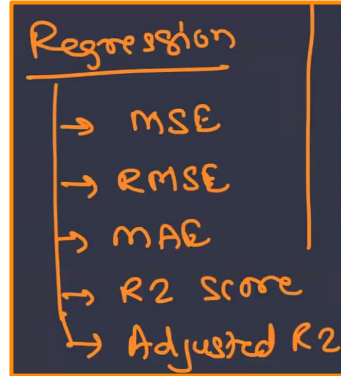 Regression
→ MSE
→ RMSE
→ MAE
→ R2 Score
→ Adjusted R2